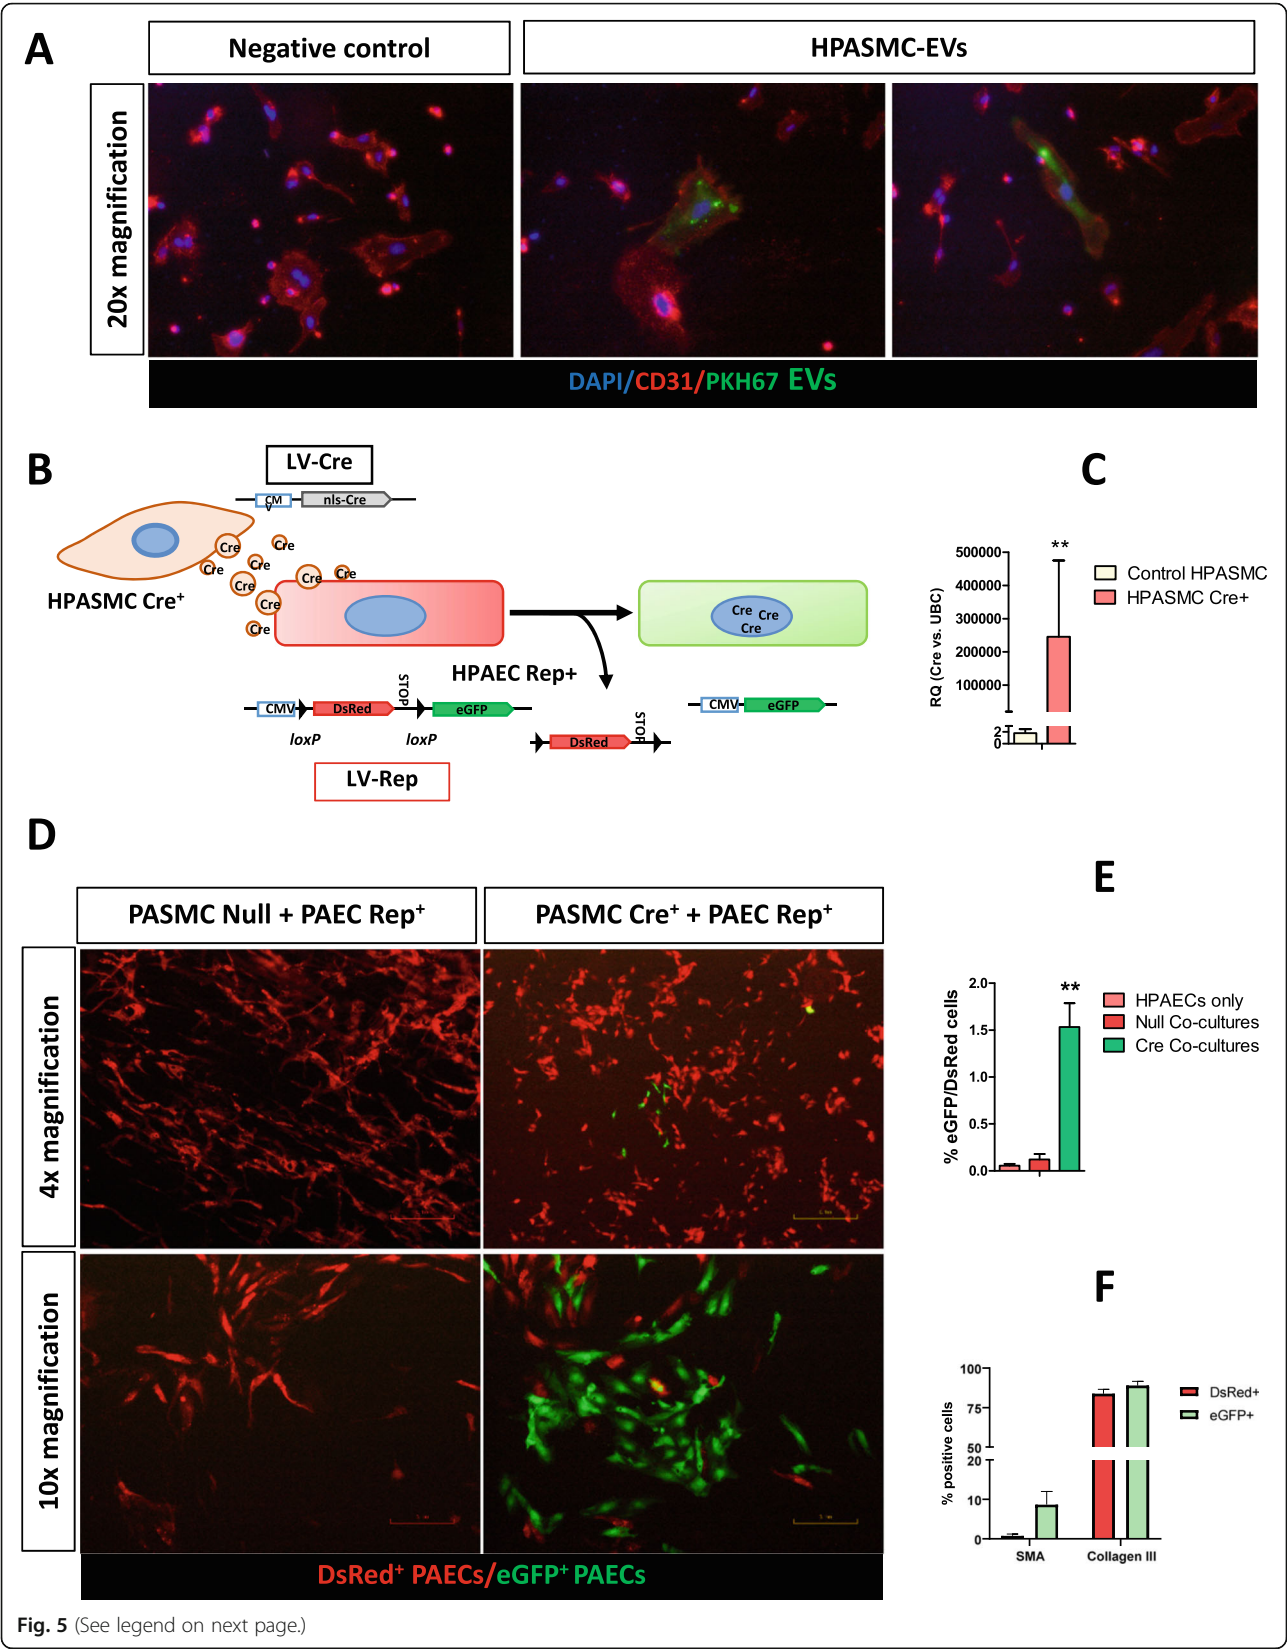 A
Negative control
HPASMC-EVs
20x magnification
DAPI/CD31/PKH67 EVs
B
LV-Cre
CM
V
nls-Cre
Cre
Cre
Cre
Cre
Cre
Cre
Cre
Cre
Cre
HPASMC Cre+
Cre
Cre
Cre
HPAEC Rep+
CMV
DsRed
STOP
eGFP
loxP
loxP
DsRed
STOP
CMV
eGFP
LV-Rep
C
**
RQ (Cre vs. UBC)
500000
400000
300000
200000
100000
2
0
Control HPASMC
HPASMC Cre+
D
PASMC Null + PAEC Rep+
PASMC Cre+ + PAEC Rep+
4x magnification
10x magnification
DsRed+ PAECs/eGFP+ PAECs
E
**
% eGFP/DsRed cells
2.0
1.5
1.0
0.5
0.0
HPAECs only
Null Co-cultures
Cre Co-cultures
F
% positive cells
100
75
50
20
10
0
SMA
Collagen III
DsRed+
eGFP+
Fig. 5 (See legend on next page.)